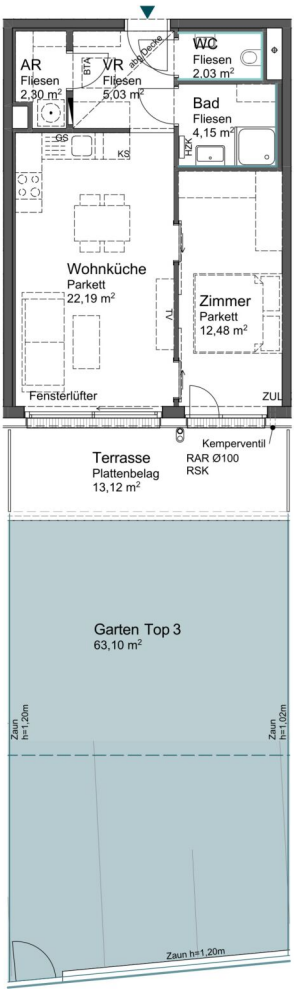 WC
Fliesen
2,03 m²
AR
Fliesen
2,30 m²
BTA
VR
Fliesen
5,03 m²
abg.Decke
Bad
Fliesen
4,15 m²
HZK
GS
KS
Wohnküche
Parkett
22,19 m²
TV
Zimmer
Parkett
12,48 m²
Fensterlüfter
ZUL
Terrasse
Plattenbelag
13,12 m²
Kemperventil
RAR Ø100
RSK
Garten Top 3
63,10 m²
Zaun
h=1,20m
Zaun
h=1,02m
Zaun h=1,20m